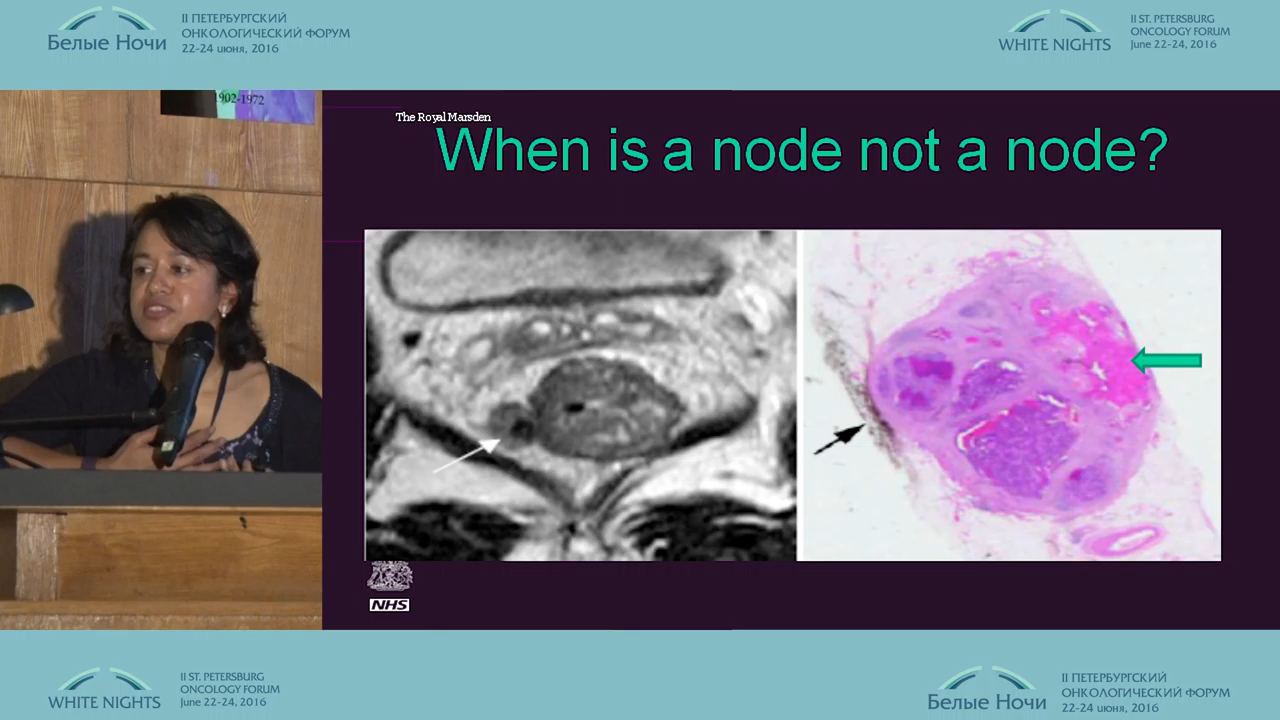 Белые Ночи
II ПЕТЕРБУРГСКИЙ
ОНКОЛОГИЧЕСКИЙ ФОРУМ
22-24 июня, 2016
WHITE NIGHTS
II ST. PETERSBURG
ONCOLOGY FORUM
June 22-24, 2016
1902-1972
The Royal Marsden
When is a node not a node?
NHS
WHITE NIGHTS
II ST. PETERSBURG
ONCOLOGY FORUM
June 22-24, 2016
Белые Ночи
II ПЕТЕРБУРГСКИЙ
ОНКОЛОГИЧЕСКИЙ ФОРУМ
22-24 июня, 2016